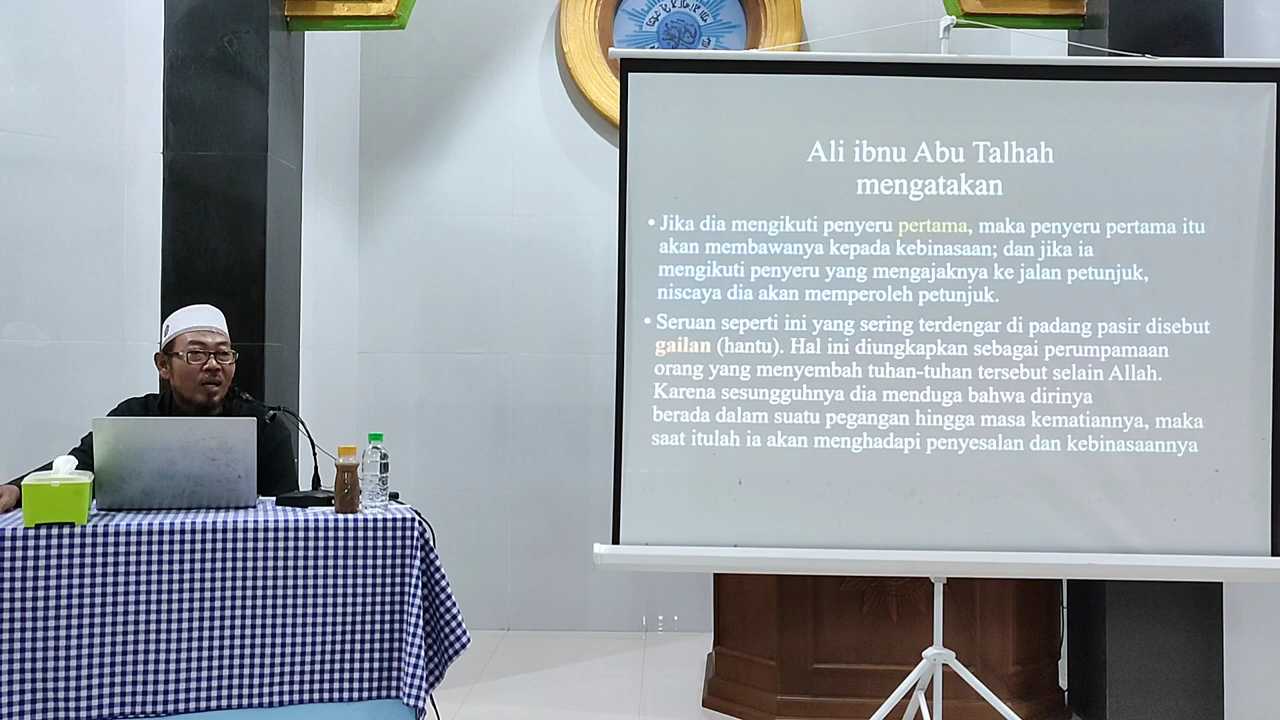 Ali ibnu Abu Talhah
mengatakan
• Jika dia mengikuti penyeru pertama, maka penyeru pertama itu
akan membawanya kepada kebinasaan; dan jika ia
mengikuti penyeru yang mengajaknya ke jalan petunjuk,
niscaya dia akan memperoleh petunjuk.
• Seruan seperti ini yang sering terdengar di padang pasir disebut
gailan (hantu). Hal ini diungkapkan sebagai perumpamaan
orang yang menyembah tuhan-tuhan tersebut selain Allah.
Karena sesungguhnya dia menduga bahwa dirinya
berada dalam suatu pegangan hingga masa kematiannya, maka
saat itulah ia akan menghadapi penyesalan dan kebinasaannya